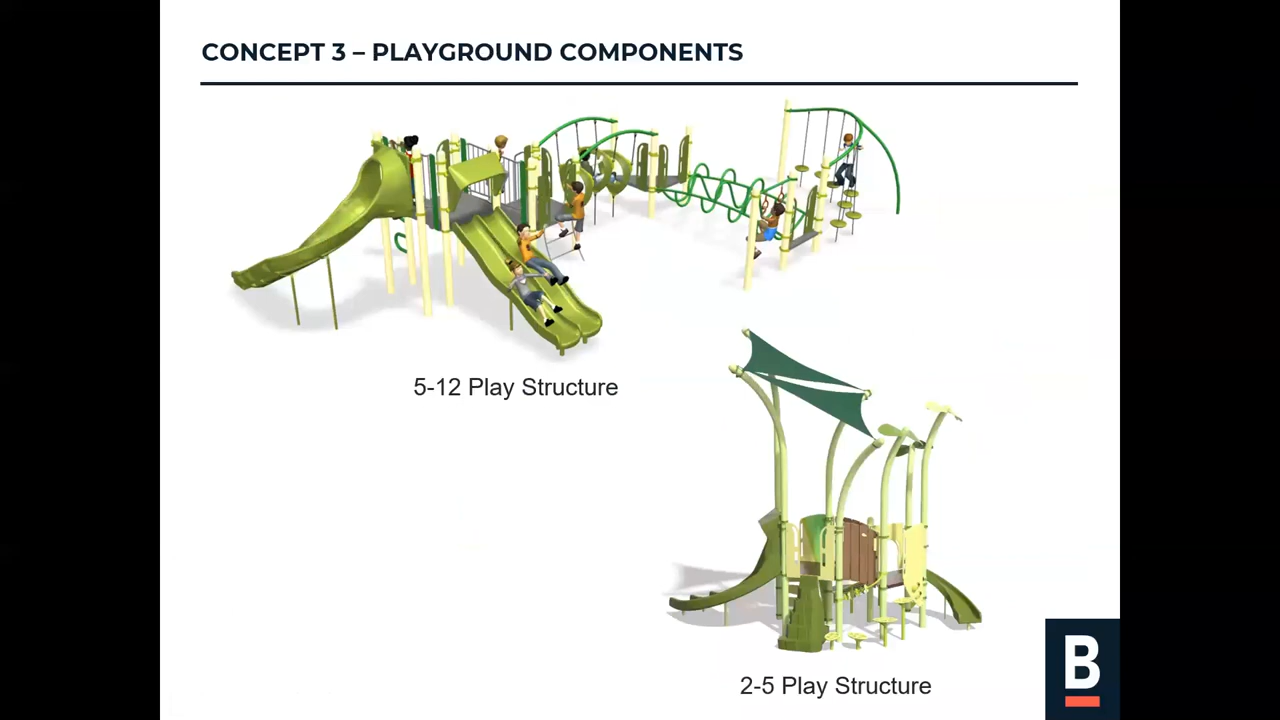 CONCEPT 3 – PLAYGROUND COMPONENTS
5-12 Play Structure
2-5 Play Structure
B